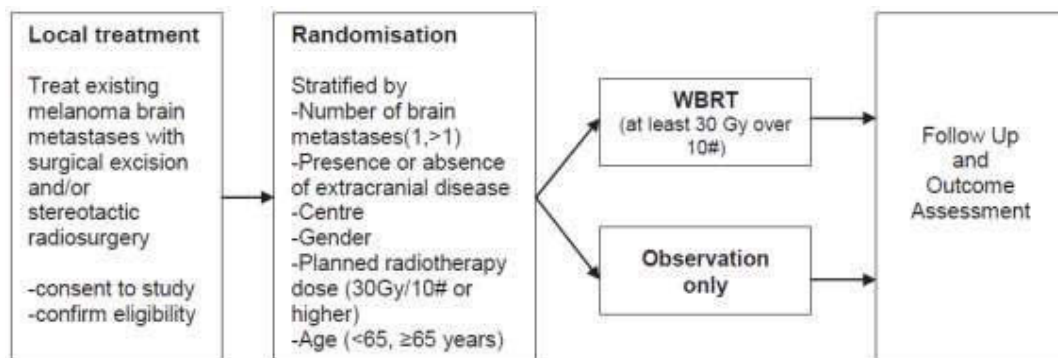 Local treatment
Treat existing
melanoma brain
metastases with
surgical excision
and/or
stereotactic
radiosurgery
-consent to study
-confirm eligibility
Randomisation
Stratified by
-Number of brain
metastases(1,>1)
-Presence or absence
of extracranial disease
-Centre
-Gender
-Planned radiotherapy
dose (30Gy/10# or
higher)
-Age (<65, ≥65 years)
WBRT
(at least 30 Gy over
10#)
Observation
only
Follow Up
and
Outcome
Assessment